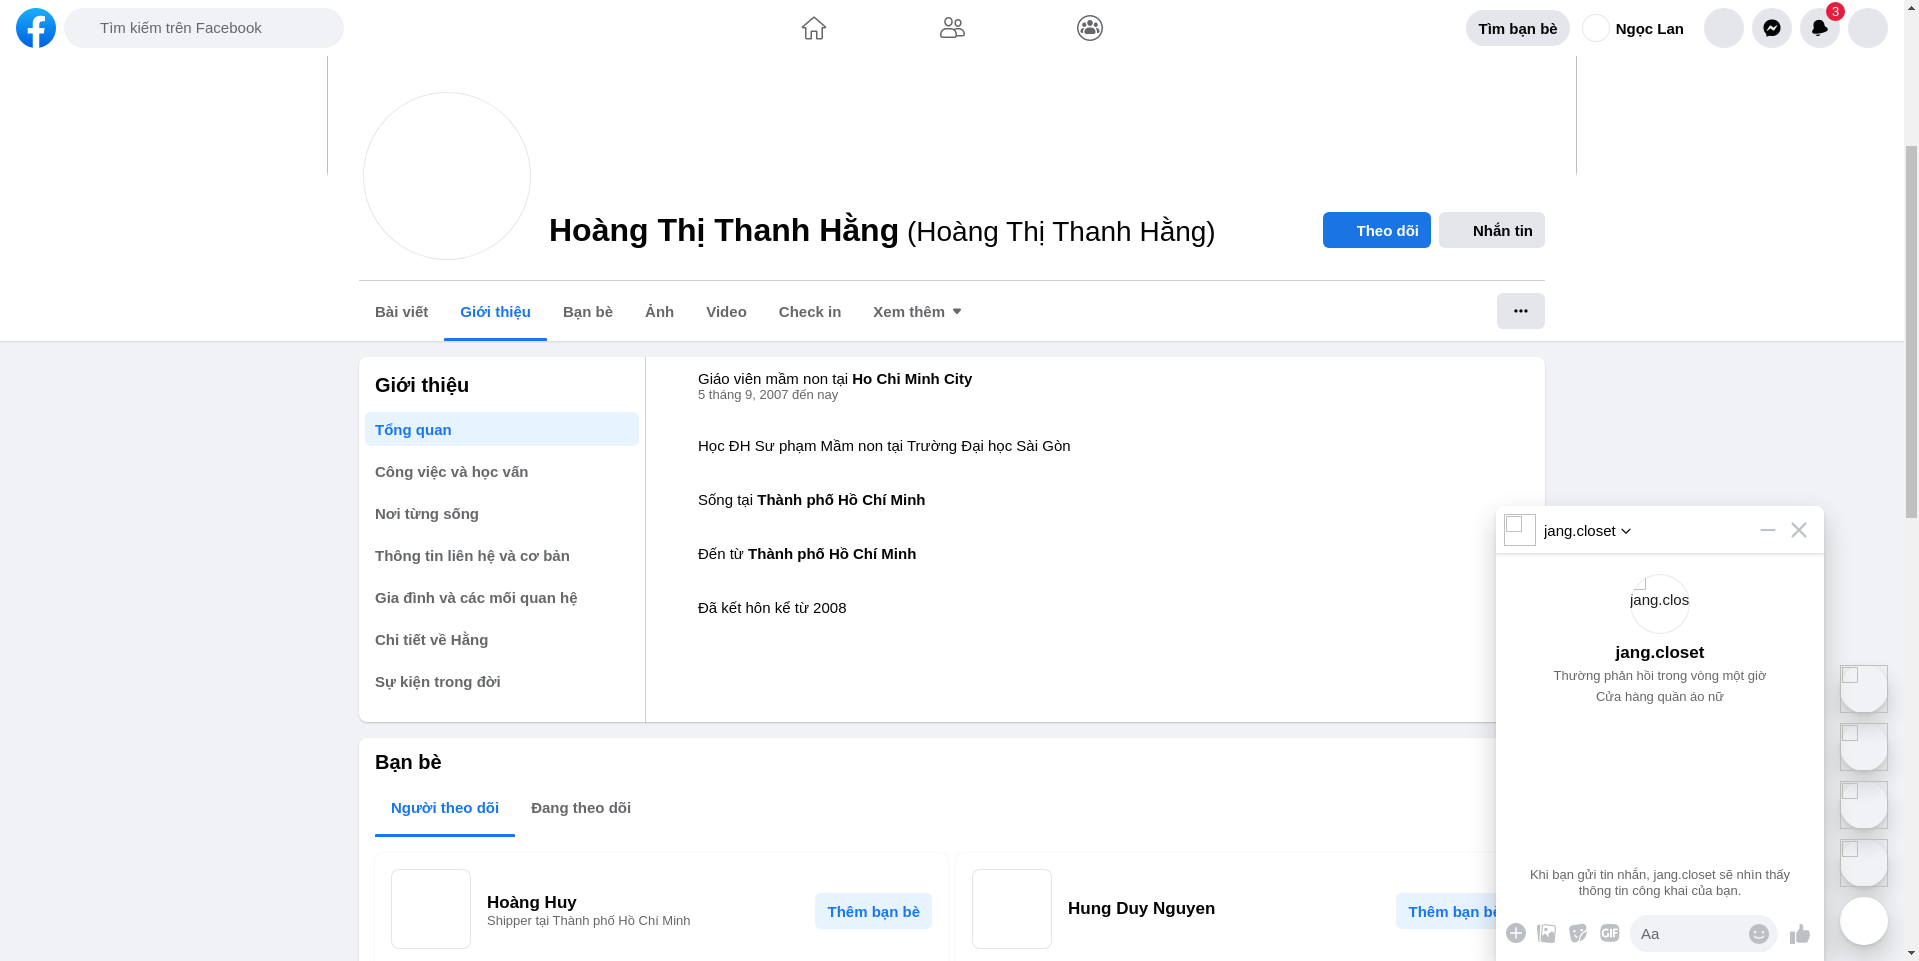 Tìm kiếm trên Facebook
Tìm bạn bè
Ngọc Lan
3
Hoàng Thị Thanh Hằng (Hoàng Thị Thanh Hằng)
Theo dõi
Nhắn tin
Bài viết
Giới thiệu
Bạn bè
Ảnh
Video
Check in
Xem thêm
Giới thiệu
Tổng quan
Công việc và học vấn
Nơi từng sống
Thông tin liên hệ và cơ bản
Gia đình và các mối quan hệ
Chi tiết về Hằng
Sự kiện trong đời
Giáo viên mầm non tại Ho Chi Minh City
5 tháng 9, 2007 đến nay
Học ĐH Sư phạm Mầm non tại Trường Đại học Sài Gòn
Sống tại Thành phố Hồ Chí Minh
Đến từ Thành phố Hồ Chí Minh
Đã kết hôn kể từ 2008
Bạn bè
Người theo dõi
Đang theo dõi
Hoàng Huy
Shipper tại Thành phố Hồ Chí Minh
Thêm bạn bè
Hung Duy Nguyen
Thêm bạn bè
jang.closet
jang.clos
jang.closet
Thường phản hồi trong vòng một giờ
Cửa hàng quần áo nữ
Khi bạn gửi tin nhắn, jang.closet sẽ nhìn thấy
thông tin công khai của bạn.
GIF
Aa